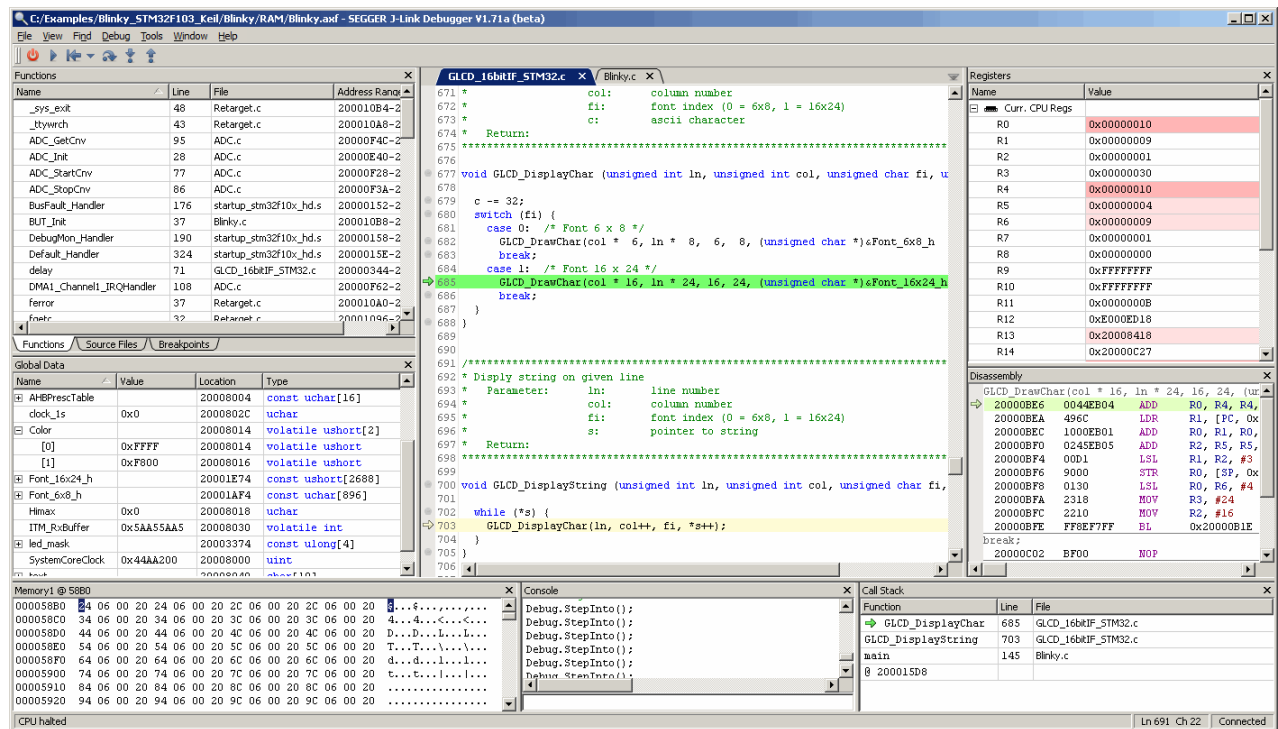 C:/Examples/Blinky_STM32F103_Keil/Blinky/RAM/Blinky.axf - SEGGER J-Link Debugger V1.71a (beta)
File View Find Debug Tools Window Help
Functions
Name Line File Address Rang
_sys_exit 48 Retarget.c 200010B4-2
_ttywrch 43 Retarget.c 200010A8-2
ADC_GetCnv 95 ADC.c 20000F4C-2
ADC_Init 28 ADC.c 20000E40-2
ADC_StartCnv 77 ADC.c 20000F28-2
ADC_StopCnv 86 ADC.c 20000F3A-2
BusFault_Handler 176 startup_stm32f10x_hd.s 20000152-2
BUT_Init 37 Blinky.c 200010B8-2
DebugMon_Handler 190 startup_stm32f10x_hd.s 20000158-2
Default_Handler 324 startup_stm32f10x_hd.s 2000015E-2
delay 71 GLCD_16bitIF_STM32.c 20000344-2
DMA1_Channel1_IRQHandler 108 ADC.c 20000F62-2
ferror 37 Retarget.c 200010A0-2
fgetc 32 Retarget.c 20001096-2
Functions Source Files Breakpoints
Global Data
Name Value Location Type
AHBPrescTable 20008004 const uchar[16]
clock_1s 0x0 2000802C uchar
Color 20008014 volatile ushort[2]
[0] 0xFFFF 20008014 volatile ushort
[1] 0xF800 20008016 volatile ushort
Font_16x24_h 20001E74 const ushort[2688]
Font_6x8_h 20001AF4 const uchar[896]
Himax 0x0 20008018 uchar
ITM_RxBuffer 0x5AA55AA5 20008030 volatile int
led_mask 20003374 const ulong[4]
SystemCoreClock 0x44AA200 20008000 uint
text 20008040 char[10]
GLCD_16bitIF_STM32.c X Blinky.c X
671 * col: column number
672 * fi: font index (0 = 6x8, 1 = 16x24)
673 * c: ascii character
674 * Return:
675 ***************************************************************************
676
677 void GLCD_DisplayChar (unsigned int ln, unsigned int col, unsigned char fi, u
678
679 c -= 32;
680 switch (fi) {
681 case 0: /* Font 6 x 8 */
682 GLCD_DrawChar(col * 6, ln * 8, 6, 8, (unsigned char *)&Font_6x8_h
683 break;
684 case 1: /* Font 16 x 24 */
685 GLCD_DrawChar(col * 16, ln * 24, 16, 24, (unsigned char *)&Font_16x24_h
686 break;
687 }
688 }
689
690
691 /**************************************************************************
692 * Disply string on given line
693 * Parameter: ln: line number
694 * col: column number
695 * fi: font index (0 = 6x8, 1 = 16x24)
696 * s: pointer to string
697 * Return:
698 ***************************************************************************
699
700 void GLCD_DisplayString (unsigned int ln, unsigned int col, unsigned char fi,
701
702 while (*s) {
703 GLCD_DisplayChar(ln, col++, fi, *s++);
704 }
705 }
706
Registers
Name Value
Curr. CPU Regs
R0 0x00000010
R1 0x00000009
R2 0x00000001
R3 0x00000030
R4 0x00000010
R5 0x00000004
R6 0x00000009
R7 0x00000001
R8 0x00000000
R9 0xFFFFFFFF
R10 0xFFFFFFFF
R11 0x0000000B
R12 0xE000ED18
R13 0x20008418
R14 0x20000C27
Disassembly
GLCD_DrawChar(col * 16, ln * 24, 16, 24, (un
20000BE6 0044EB04 ADD R0, R4, R4,
20000BEA 496C LDR R1, [PC, 0x
20000BEC 1000EB01 ADD R0, R1, R0,
20000BF0 0245EB05 ADD R2, R5, R5,
20000BF4 00D1 LSL R1, R2, #3
20000BF6 9000 STR R0, [SP, 0x
20000BF8 0130 LSL R0, R6, #4
20000BFA 2318 MOV R3, #24
20000BFC 2210 MOV R2, #16
20000BFE FF8EF7FF BL 0x20000B1E
break;
20000C02 BF00 NOP
Memory1 @ 58B0
000058B0 24 06 00 20 24 06 00 20 2C 06 00 20 2C 06 00 20 $...$...,...,...
000058C0 34 06 00 20 34 06 00 20 3C 06 00 20 3C 06 00 20 4...4...<...<...
000058D0 44 06 00 20 44 06 00 20 4C 06 00 20 4C 06 00 20 D...D...L...L...
000058E0 54 06 00 20 54 06 00 20 5C 06 00 20 5C 06 00 20 T...T...\...\...
000058F0 64 06 00 20 64 06 00 20 6C 06 00 20 6C 06 00 20 d...d...l...l...
00005900 74 06 00 20 74 06 00 20 7C 06 00 20 7C 06 00 20 t...t...|...|...
00005910 84 06 00 20 84 06 00 20 8C 06 00 20 8C 06 00 20 ................
00005920 94 06 00 20 94 06 00 20 9C 06 00 20 9C 06 00 20 ................
Console
Debug.StepInto();
Debug.StepInto();
Debug.StepInto();
Debug.StepInto();
Debug.StepInto();
Debug.StepInto();
Call Stack
Function Line File
GLCD_DisplayChar 685 GLCD_16bitIF_STM32.c
GLCD_DisplayString 703 GLCD_16bitIF_STM32.c
main 145 Blinky.c
@ 200015D8
CPU halted
Ln 691 Ch 22 Connected